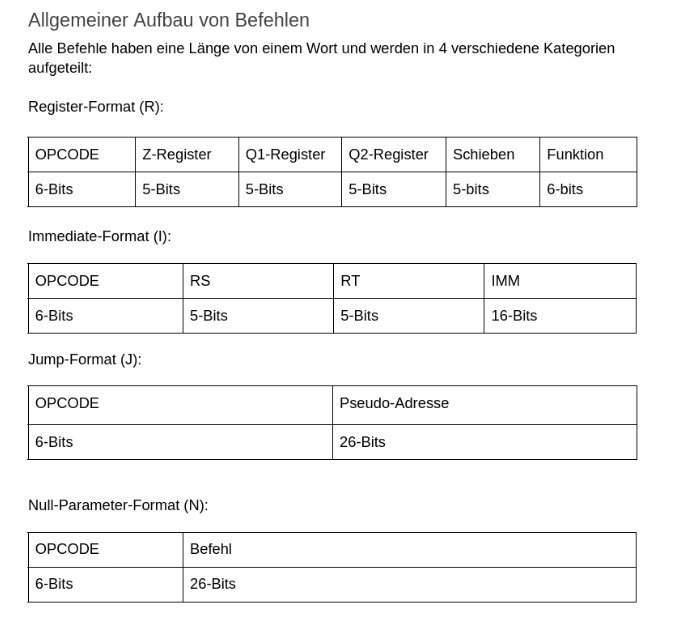 Allgemeiner Aufbau von Befehlen
Alle Befehle haben eine Länge von einem Wort und werden in 4 verschiedene Kategorien
aufgeteilt:
Register-Format (R):
OPCODE Z-Register Q1-Register Q2-Register Schieben Funktion
6-Bits 5-Bits 5-Bits 5-Bits 5-bits 6-bits
Immediate-Format (I):
OPCODE RS RT IMM
6-Bits 5-Bits 5-Bits 16-Bits
Jump-Format (J):
OPCODE Pseudo-Adresse
6-Bits 26-Bits
Null-Parameter-Format (N):
OPCODE Befehl
6-Bits 26-Bits